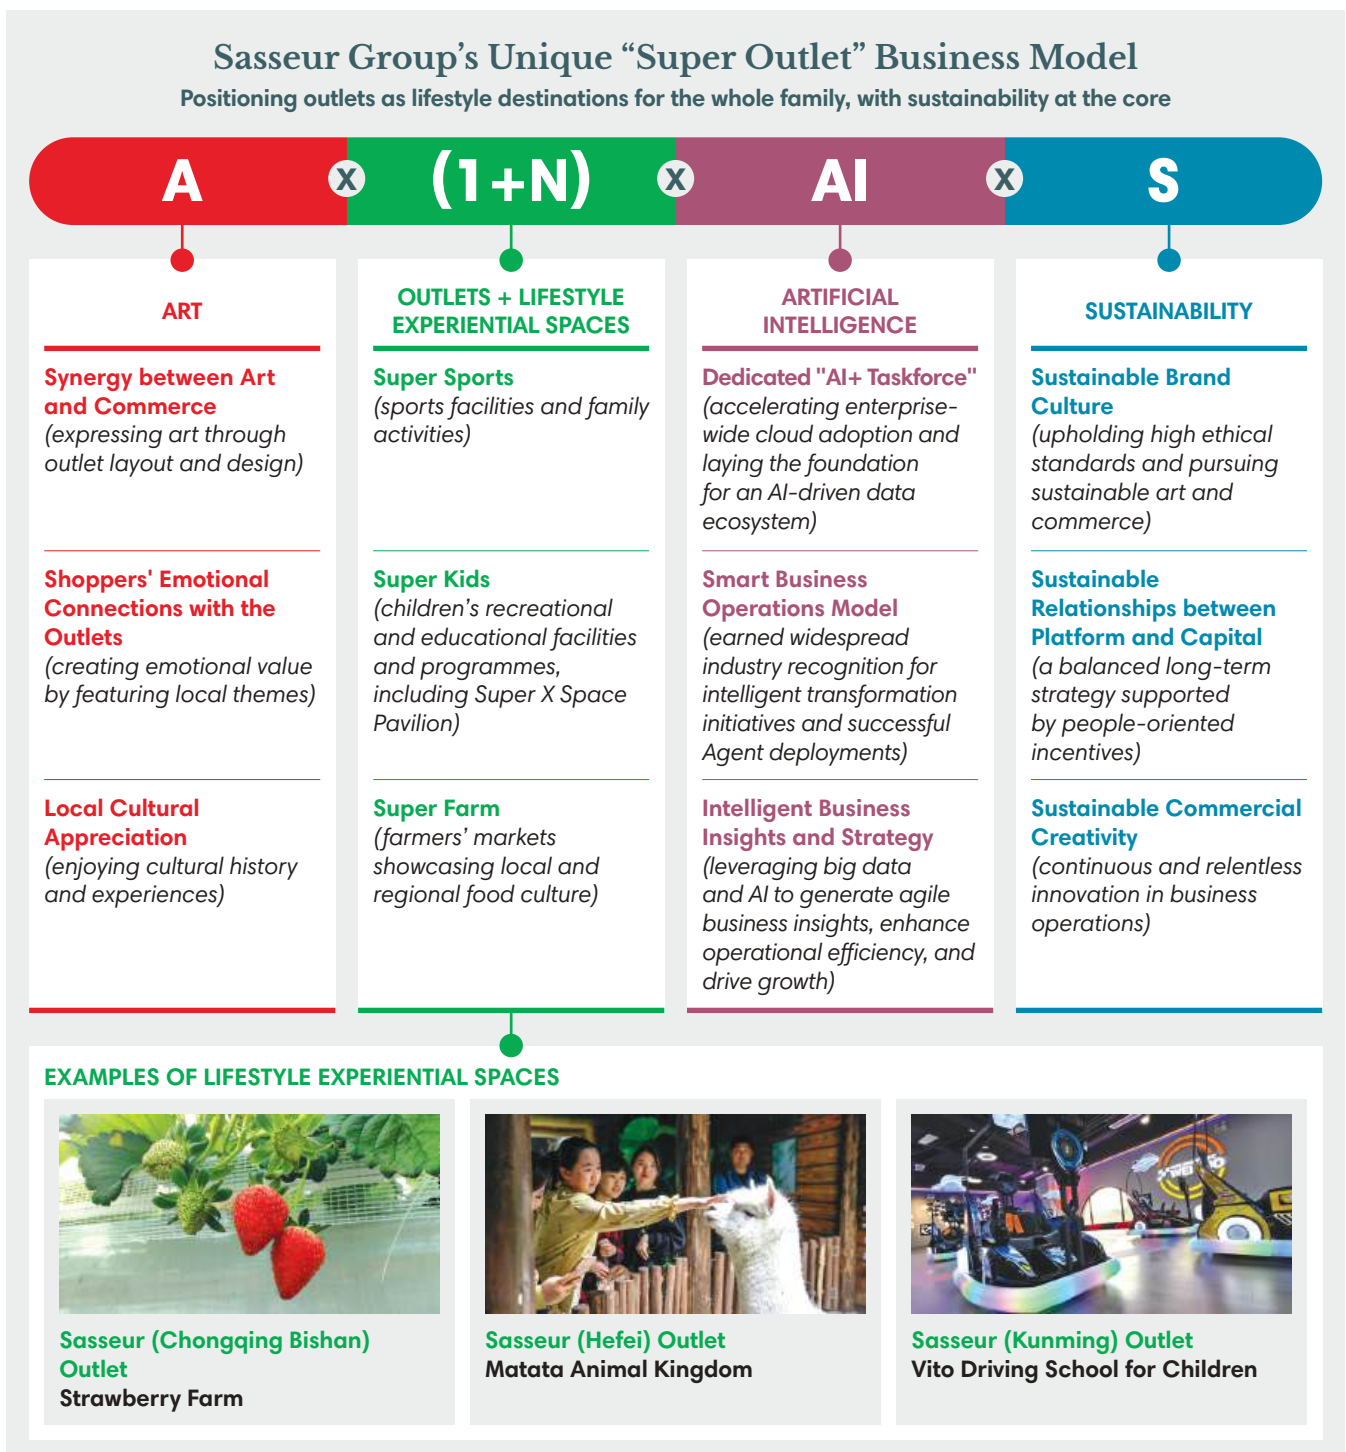 Sasseur Group’s Unique “Super Outlet” Business Model
Positioning outlets as lifestyle destinations for the whole family, with sustainability at the core
A x (1+N) x AI x S
ART
Synergy between Art
and Commerce
(expressing art through
outlet layout and design)
Shoppers' Emotional
Connections with the
Outlets
(creating emotional value
by featuring local themes)
Local Cultural
Appreciation
(enjoying cultural history
and experiences)
OUTLETS + LIFESTYLE
EXPERIENTIAL SPACES
Super Sports
(sports facilities and family
activities)
Super Kids
(children’s recreational
and educational facilities
and programmes,
including Super X Space
Pavilion)
Super Farm
(farmers’ markets
showcasing local and
regional food culture)
ARTIFICIAL
INTELLIGENCE
Dedicated "AI+ Taskforce"
(accelerating enterprise-
wide cloud adoption and
laying the foundation
for an AI-driven data
ecosystem)
Smart Business
Operations Model
(earned widespread
industry recognition for
intelligent transformation
initiatives and successful
Agent deployments)
Intelligent Business
Insights and Strategy
(leveraging big data
and AI to generate agile
business insights, enhance
operational efficiency, and
drive growth)
SUSTAINABILITY
Sustainable Brand
Culture
(upholding high ethical
standards and pursuing
sustainable art and
commerce)
Sustainable
Relationships between
Platform and Capital
(a balanced long-term
strategy supported
by people-oriented
incentives)
Sustainable Commercial
Creativity
(continuous and relentless
innovation in business
operations)
EXAMPLES OF LIFESTYLE EXPERIENTIAL SPACES
Sasseur (Chongqing Bishan)
Outlet
Strawberry Farm
Sasseur (Hefei) Outlet
Matata Animal Kingdom
Sasseur (Kunming) Outlet
Vito Driving School for Children